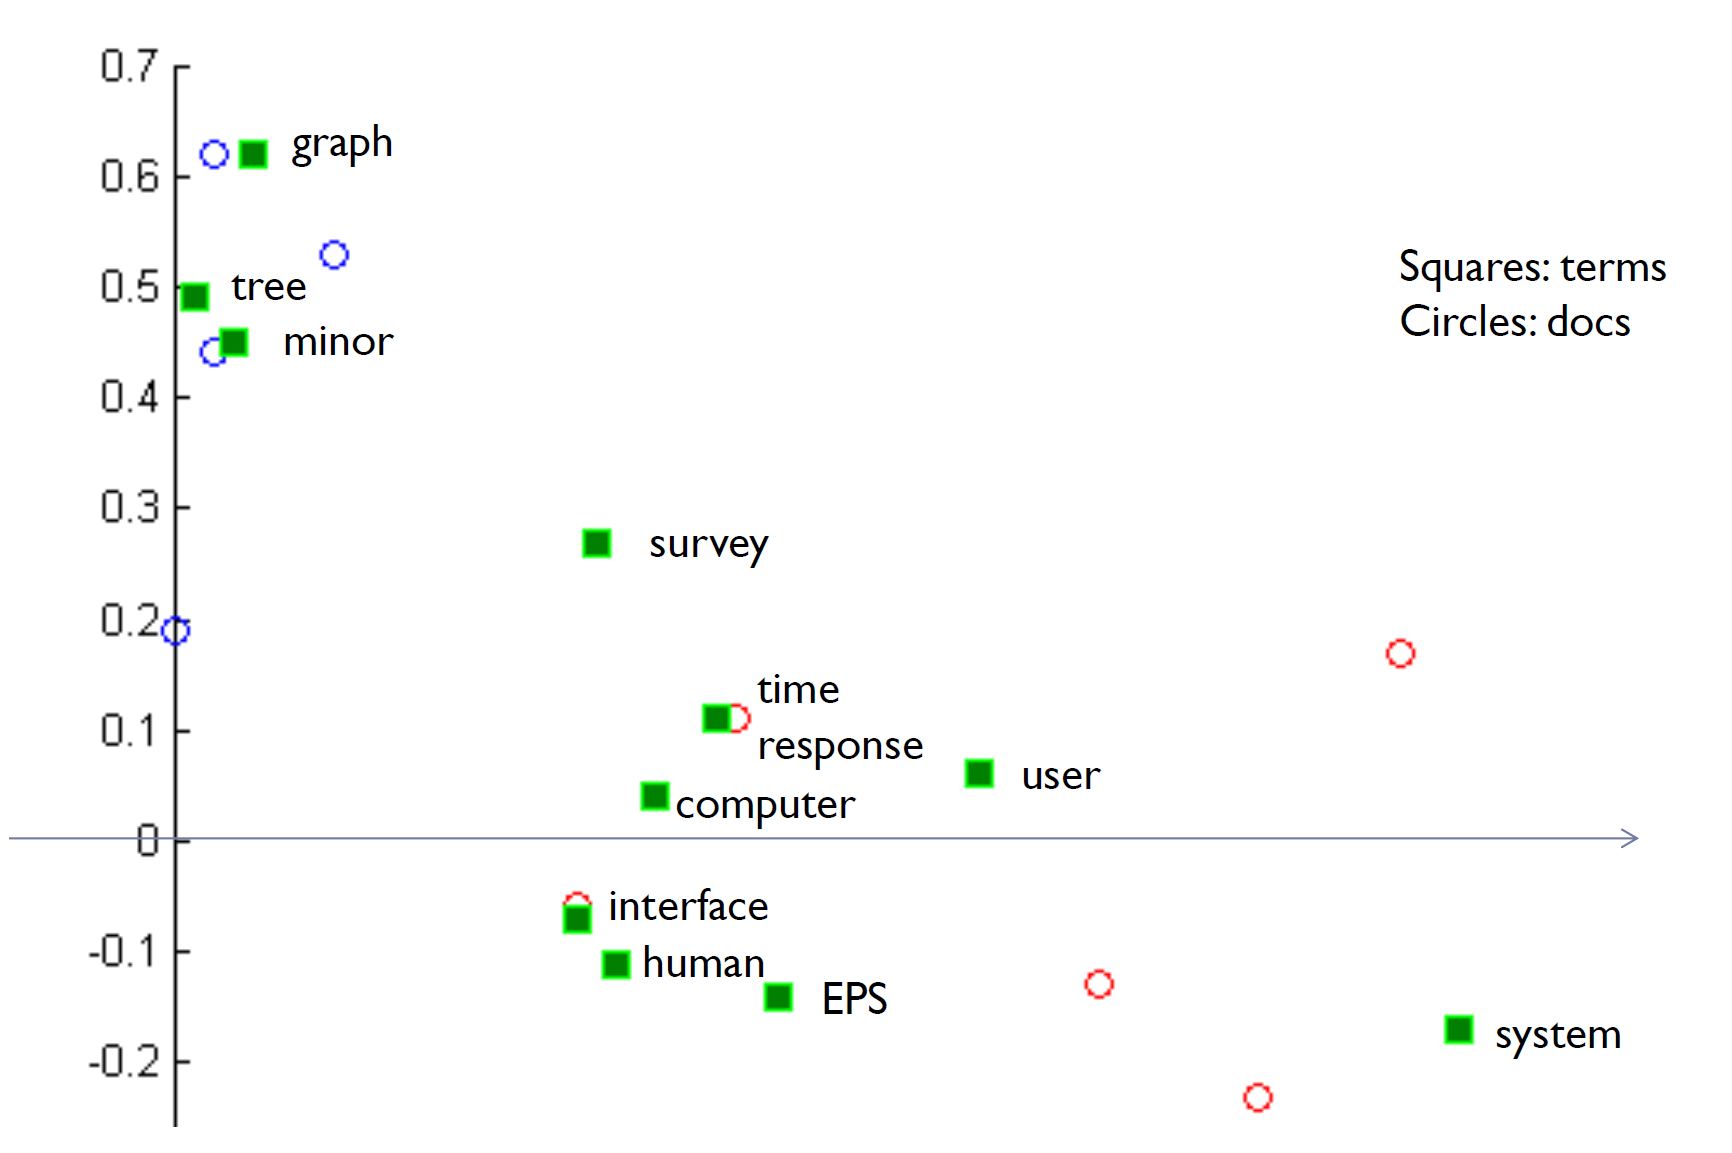 0.7
graph
0.6
Squares: terms
0.5
tree
Circles: docs
minor
0.4
0.3
survey
0.2
time
0.1
response
user
computer
0
interface
-0.1
human
EPS
system
-0.2